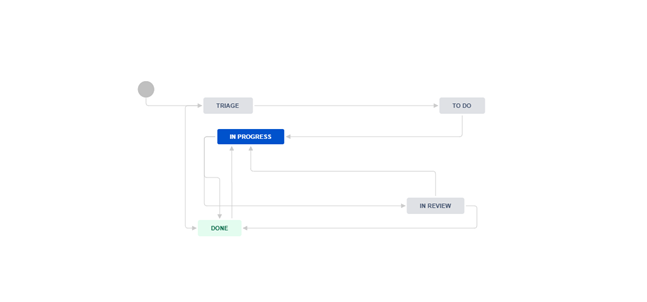 TRIAGE
TO DO
IN PROGRESS
IN REVIEW
DONE